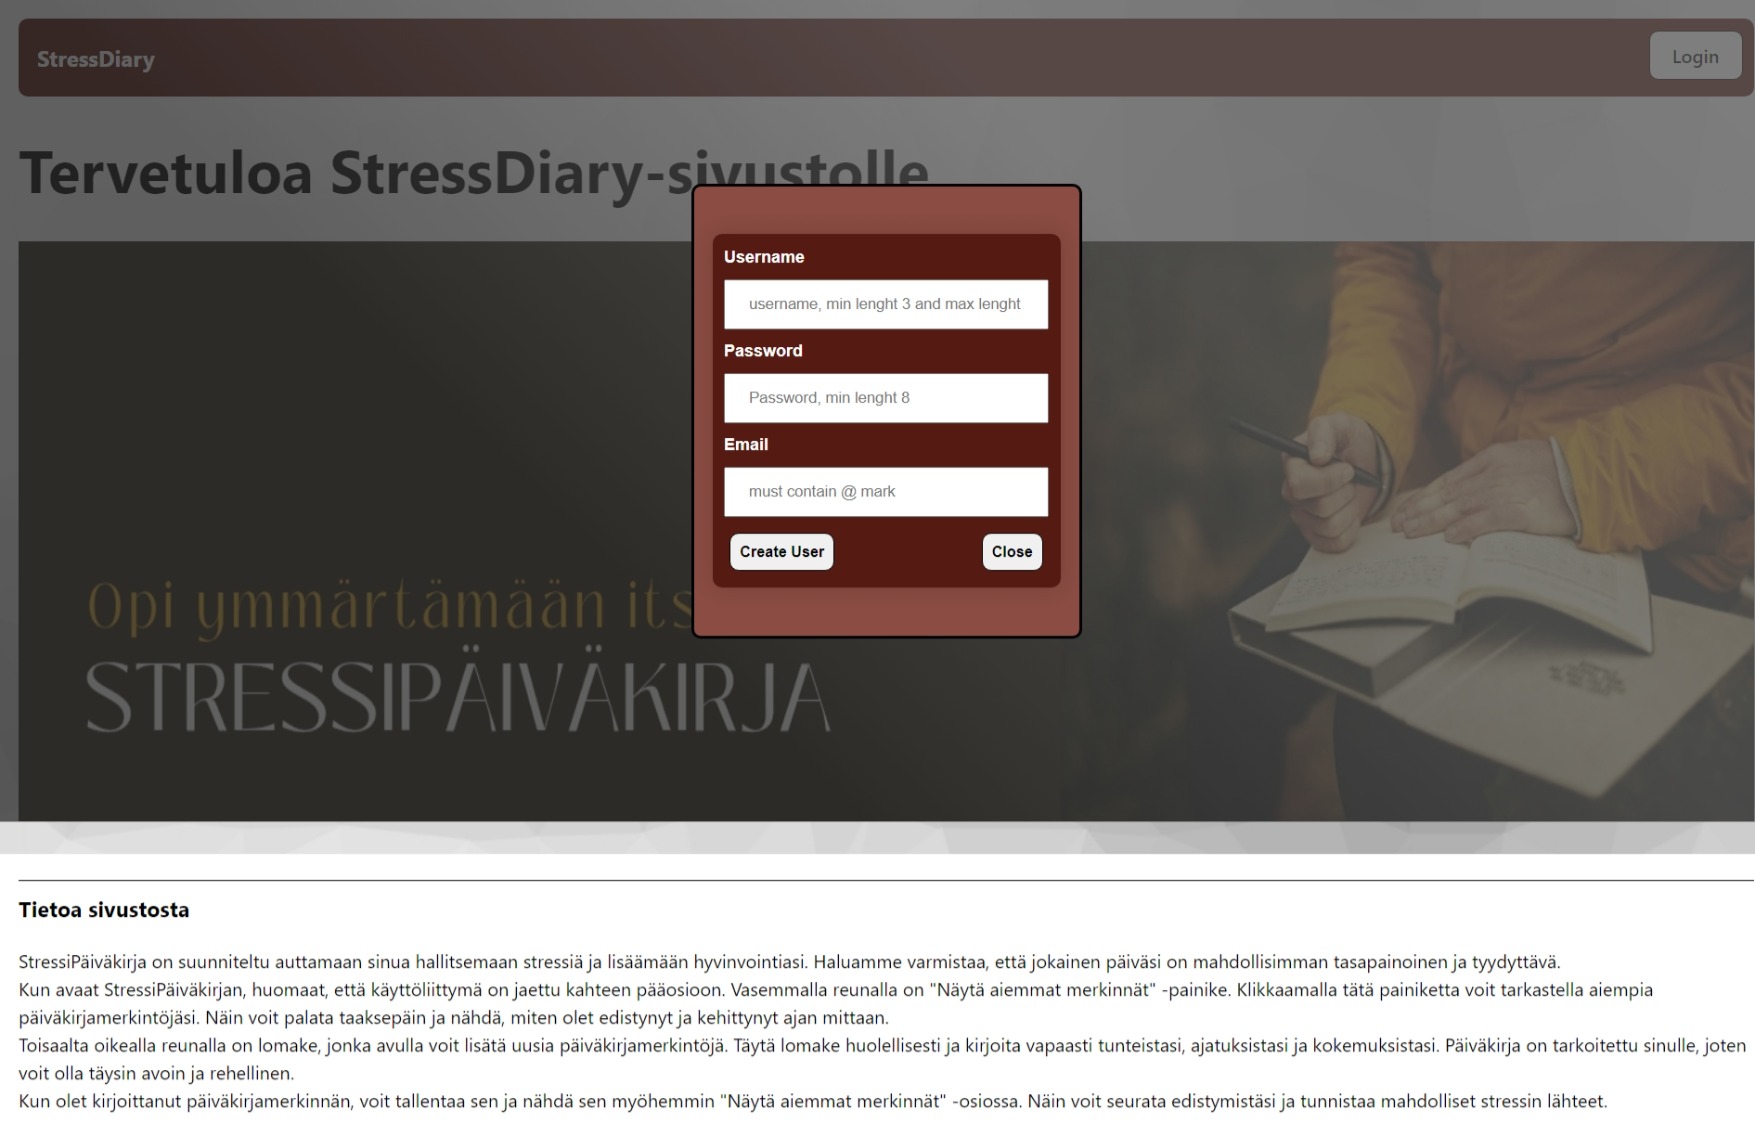 StressDiary
Login
Tervetuloa StressDiary-sivustolle
Username
username, min lenght 3 and max lenght
Password
Password, min lenght 8
Email
must contain @ mark
Create User
Close
Opi ymmärtämään its
STRESSIPÄIVÄKIRJA
Tietoa sivustosta
StressiPäiväkirja on suunniteltu auttamaan sinua hallitsemaan stressiä ja lisäämään hyvinvointiasi. Haluamme varmistaa, että jokainen päiväsi on mahdollisimman tasapainoinen ja tyydyttävä.
Kun avaat StressiPäiväkirjan, huomaat, että käyttöliittymä on jaettu kahteen pääosioon. Vasemmalla reunalla on "Näytä aiemmat merkinnät" -painike. Klikkaamalla tätä painiketta voit tarkastella aiempia
päiväkirjamerkintöjäsi. Näin voit palata taaksepäin ja nähdä, miten olet edistynyt ja kehittynyt ajan mittaan.
Toisaalta oikealla reunalla on lomake, jonka avulla voit lisätä uusia päiväkirjamerkintöjä. Täytä lomake huolellisesti ja kirjoita vapaasti tunteistasi, ajatuksistasi ja kokemuksistasi. Päiväkirja on tarkoitettu sinulle, joten
voit olla täysin avoin ja rehellinen.
Kun olet kirjoittanut päiväkirjamerkinnän, voit tallentaa sen ja nähdä sen myöhemmin "Näytä aiemmat merkinnät" -osiossa. Näin voit seurata edistymistäsi ja tunnistaa mahdolliset stressin lähteet.